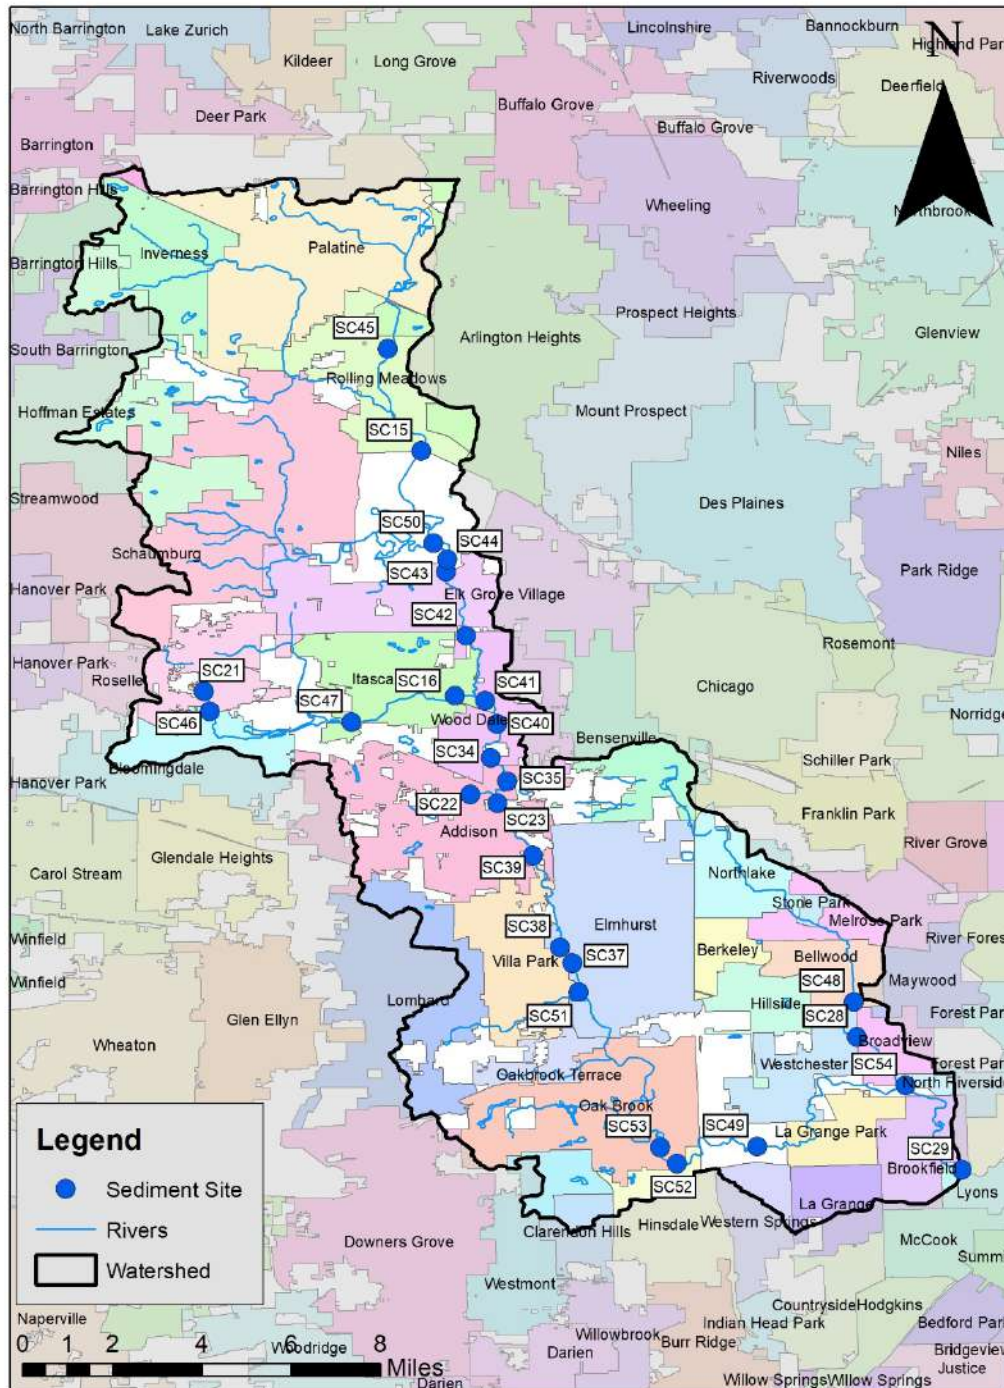 North Barrington
Lake Zurich
Kildeer
Long Grove
Lincolnshire
Bannockburn
Highland Par
N
Riverwoods
Deerfield
Deer Park
Buffalo Grove
Buffalo Grove
Barrington
Barrington Hills
Wheeling
Northbrook
Inverness
Palatine
Barrington Hills
Prospect Heights
Glenview
SC45
South Barrington
Arlington Heights
Rolling Meadows
Hoffman Estates
SC15
Mount Prospect
Niles
Streamwood
Des Plaines
SC50
SC44
Schaumburg
SC43
Park Ridge
Hanover Park
Elk Grove Village
SC42
Rosemont
Hanover Park
SC21
Itasca
SC16
SC41
Roselle
Chicago
SC47
SC46
Wood Dale
SC40
Norridge
Bensenville
SC34
Schiller Park
Bloomingdale
Hanover Park
SC35
SC22
SC23
Franklin Park
Addison
River Grove
Glendale Heights
SC39
Carol Stream
Northlake
Stone Park
Melrose Park
SC38
Elmhurst
River Fores
Winfield
Berkeley
Villa Park
SC37
Bellwood
Winfield
SC48
Maywood
Lombard
Hillside
Forest Park
SC51
SC28
Glen Ellyn
Wheaton
Broadview
Westchester
SC54
Forest Park
Oakbrook Terrace
North Riverside
Oak Brook
SC53
SC49
La Grange Park
SC29
Brookfield
SC52
Lyons
La Grange
Western Springs
Hinsdale
Clarendon Hills
McCook
Downers Grove
Summ
Westmont
Countryside
Hodgkins
Indian Head Park
Bedford Par
Willowbrook
Burr Ridge
Bridgeview
Darien
Justice
Willow Springs
Willow Springs
Legend
Sediment Site
Rivers
Watershed
Naperville
Woodridge
0 1 2 4 6 8
Miles
Darien